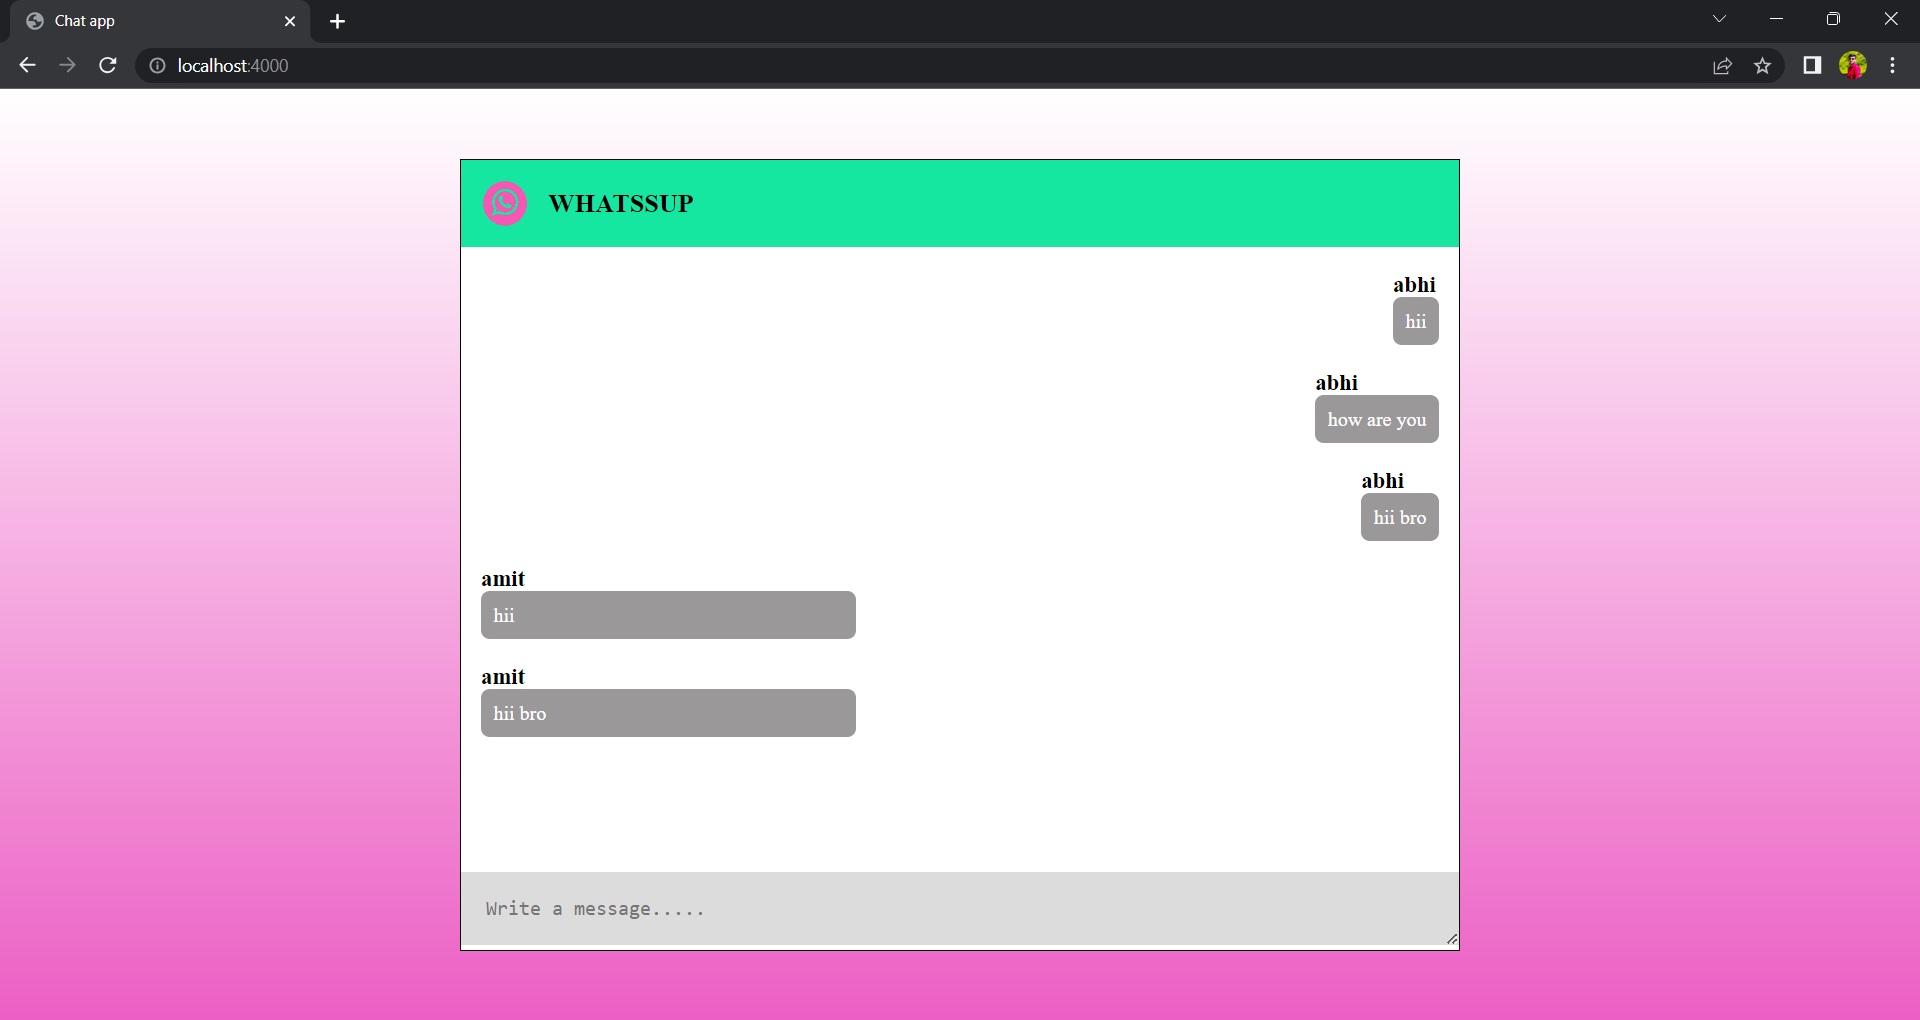 Chat app
localhost:4000
WHATSSUP
abhi
hii
abhi
how are you
abhi
hii bro
amit
hii
amit
hii bro
Write a message.....